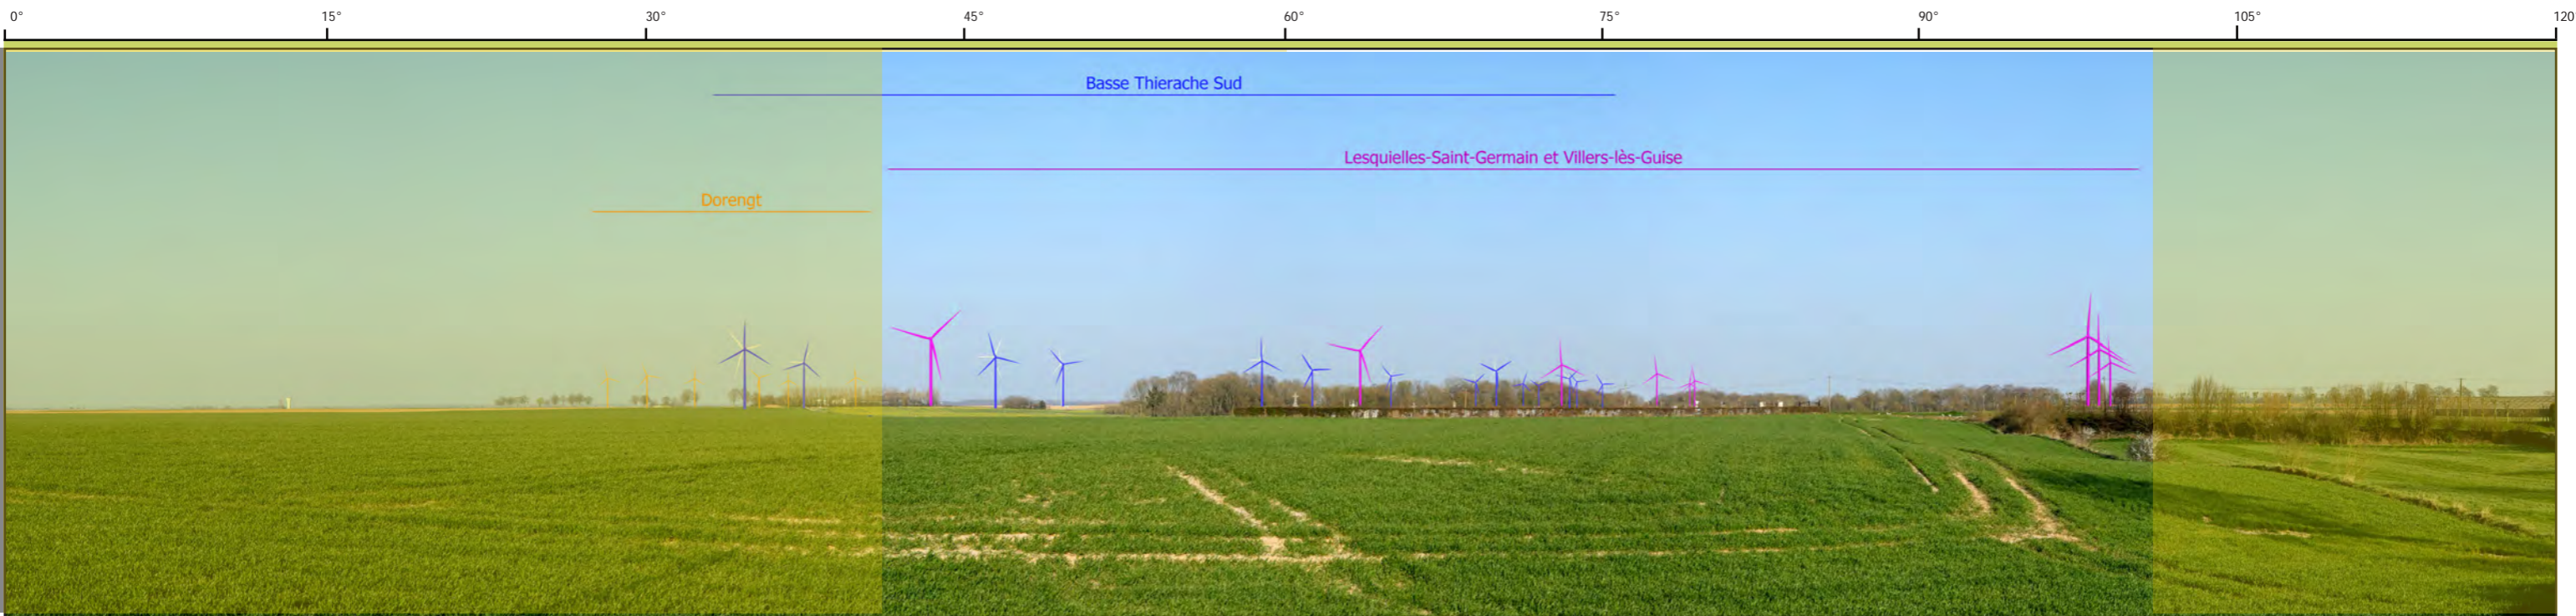 0° 15° 30° 45° 60° 75° 90° 105° 120
Basse Thierache Sud
Lesquielles-Saint-Germain et Villers-lès-Guise
Dorengt